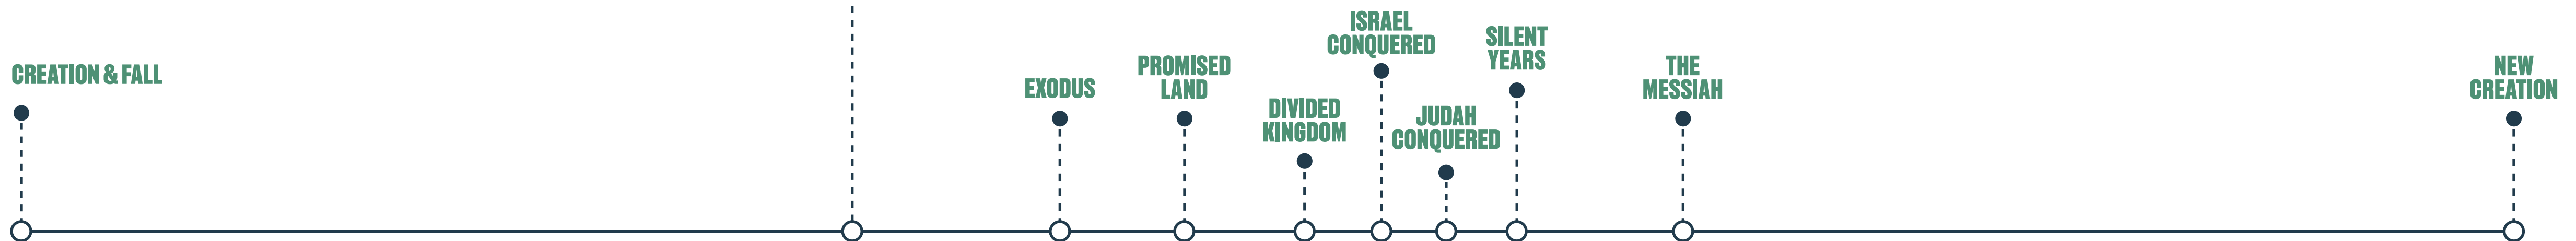 CREATION & FALL
EXODUS
PROMISED
LAND
DIVIDED
KINGDOM
ISRAEL
CONQUERED
JUDAH
CONQUERED
SILENT
YEARS
THE
MESSIAH
NEW
CREATION